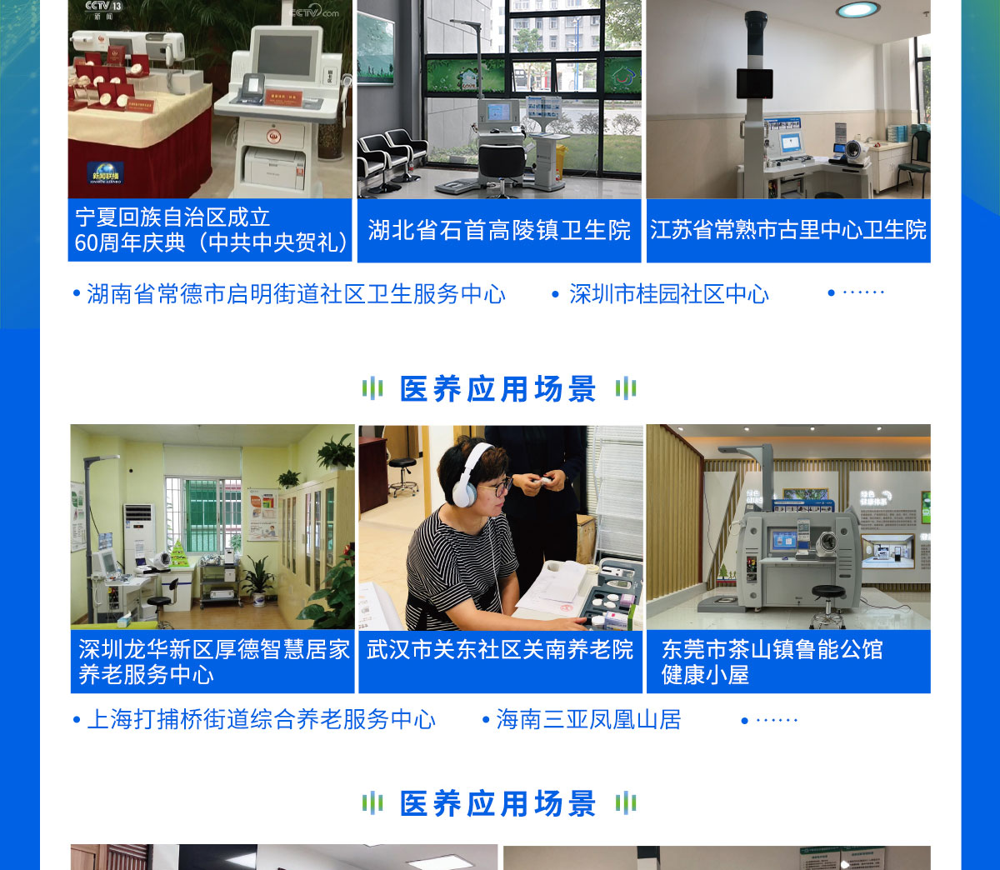 CCTV 13
新闻
CCTV.com
新闻联播
宁夏回族自治区成立
60周年庆典（中共中央贺礼）
湖北省石首高陵镇卫生院
江苏省常熟市古里中心卫生院
• 湖南省常德市启明街道社区卫生服务中心
• 深圳市桂园社区中心
• ······
医养应用场景
深圳龙华新区厚德智慧居家
养老服务中心
武汉市关东社区关南养老院
东莞市茶山镇鲁能公馆
健康小屋
• 上海打捕桥街道综合养老服务中心
• 海南三亚凤凰山居
• ······
医养应用场景